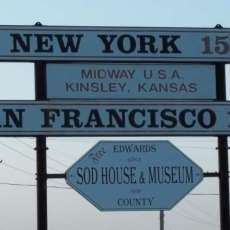 NEW YORK 15
MIDWAY U.S.A.
KINSLEY, KANSAS
AN FRANCISCO
EDWARDS
SOD HOUSE & MUSEUM
COUNTY